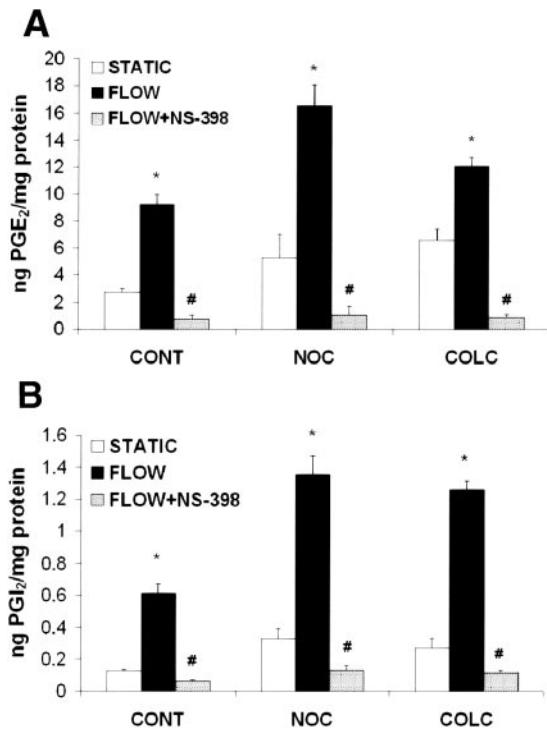 A
ng PGE₂/mg protein
20
18
16
14
12
10
8
6
4
2
0
STATIC
FLOW
FLOW+NS-398
*
*
*
#
#
#
CONT NOC COLC
B
ng PGI₂/mg protein
1.6
1.4
1.2
1
0.8
0.6
0.4
0.2
0
STATIC
FLOW
FLOW+NS-398
*
*
*
#
#
#
CONT NOC COLC